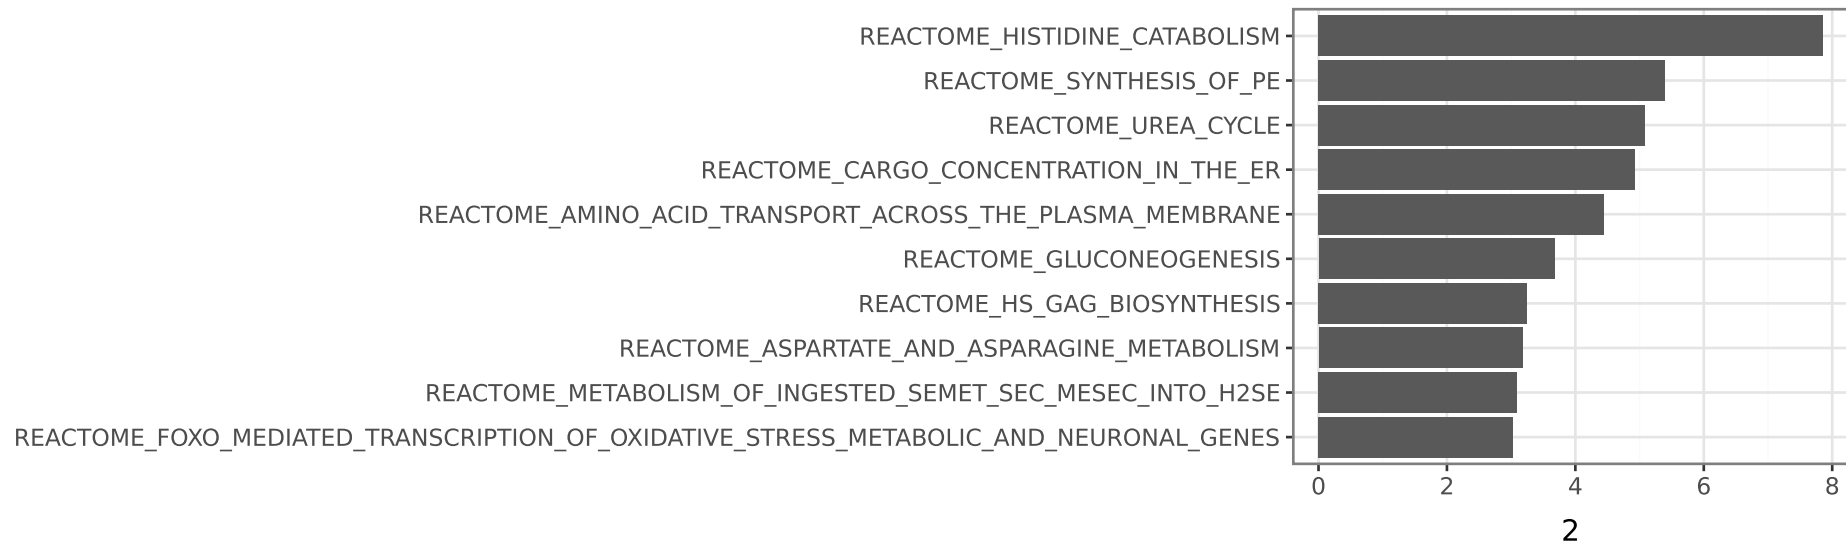 REACTOME_HISTIDINE_CATABOLISM
REACTOME_SYNTHESIS_OF_PE
REACTOME_UREA_CYCLE
REACTOME_CARGO_CONCENTRATION_IN_THE_ER
REACTOME_AMINO_ACID_TRANSPORT_ACROSS_THE_PLASMA_MEMBRANE
REACTOME_GLUCONEOGENESIS
REACTOME_HS_GAG_BIOSYNTHESIS
REACTOME_ASPARTATE_AND_ASPARAGINE_METABOLISM
REACTOME_METABOLISM_OF_INGESTED_SEMET_SEC_MESEC_INTO_H2SE
REACTOME_FOXO_MEDIATED_TRANSCRIPTION_OF_OXIDATIVE_STRESS_METABOLIC_AND_NEURONAL_GENES
0 2 4 6 8
2